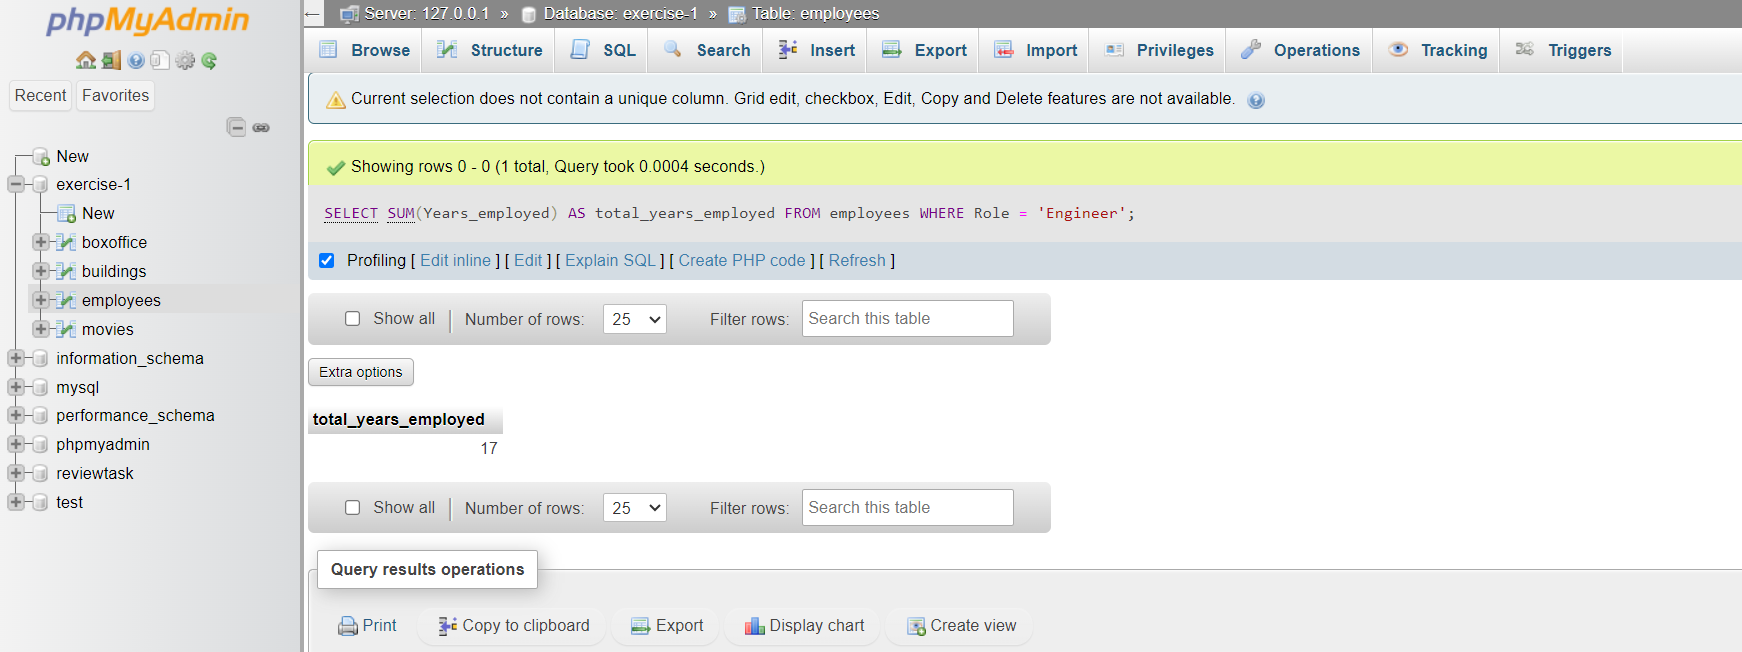 phpMyAdmin
Recent Favorites
New
exercise-1
New
boxoffice
buildings
employees
movies
information_schema
mysql
performance_schema
phpmyadmin
reviewtask
test
← Server: 127.0.0.1 » Database: exercise-1 » Table: employees
Browse Structure SQL Search Insert Export Import Privileges Operations Tracking Triggers
Current selection does not contain a unique column. Grid edit, checkbox, Edit, Copy and Delete features are not available.
Showing rows 0 - 0 (1 total, Query took 0.0004 seconds.)
SELECT SUM(Years_employed) AS total_years_employed FROM employees WHERE Role = 'Engineer';
Profiling [ Edit inline ] [ Edit ] [ Explain SQL ] [ Create PHP code ] [ Refresh ]
Show all | Number of rows: 25 Filter rows: Search this table
Extra options
total_years_employed
17
Show all | Number of rows: 25 Filter rows: Search this table
Query results operations
Print Copy to clipboard Export Display chart Create view